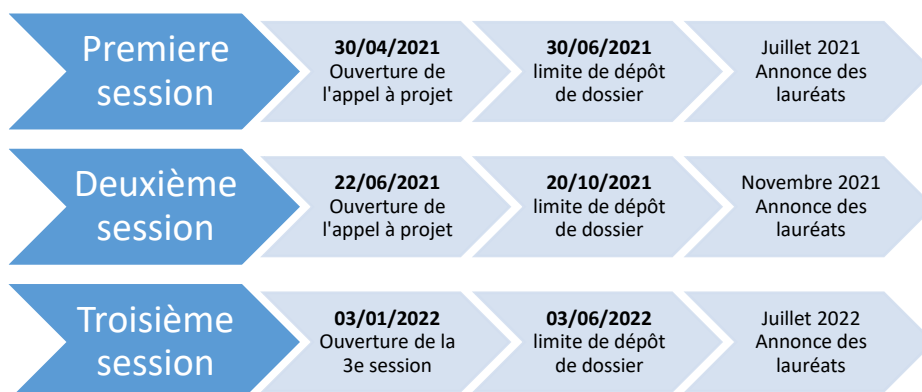 Premiere
session
30/04/2021
Ouverture de
l'appel à projet
30/06/2021
limite de dépôt
de dossier
Juillet 2021
Annonce des
lauréats
Deuxième
session
22/06/2021
Ouverture de
l'appel à projet
20/10/2021
limite de dépôt
de dossier
Novembre 2021
Annonce des
lauréats
Troisième
session
03/01/2022
Ouverture de la
3e session
03/06/2022
limite de dépôt
de dossier
Juillet 2022
Annonce des
lauréats